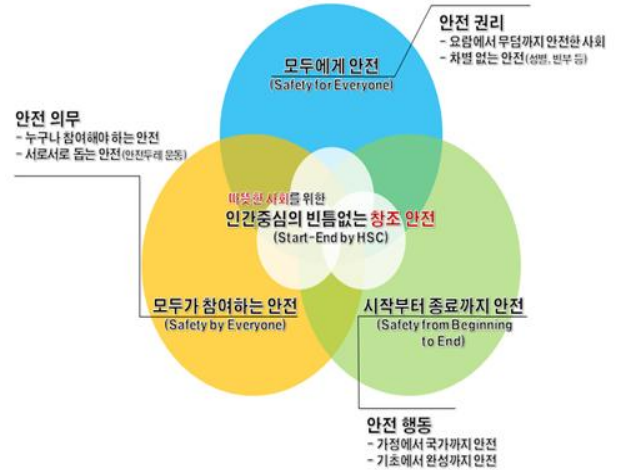 안전 권리
- 요람에서 무덤까지 안전한 사회
- 차별 없는 안전(성별, 빈부 등)
모두에게 안전
(Safety for Everyone)
안전 의무
- 누구나 참여해야 하는 안전
- 서로서로 돕는 안전(안전두레 운동)
따뜻한 사회를 위한
인간중심의 빈틈없는 창조 안전
(Start-End by HSC)
모두가 참여하는 안전
(Safety by Everyone)
시작부터 종료까지 안전
(Safety from Beginning
to End)
안전 행동
- 가정에서 국가까지 안전
- 기초에서 완성까지 안전